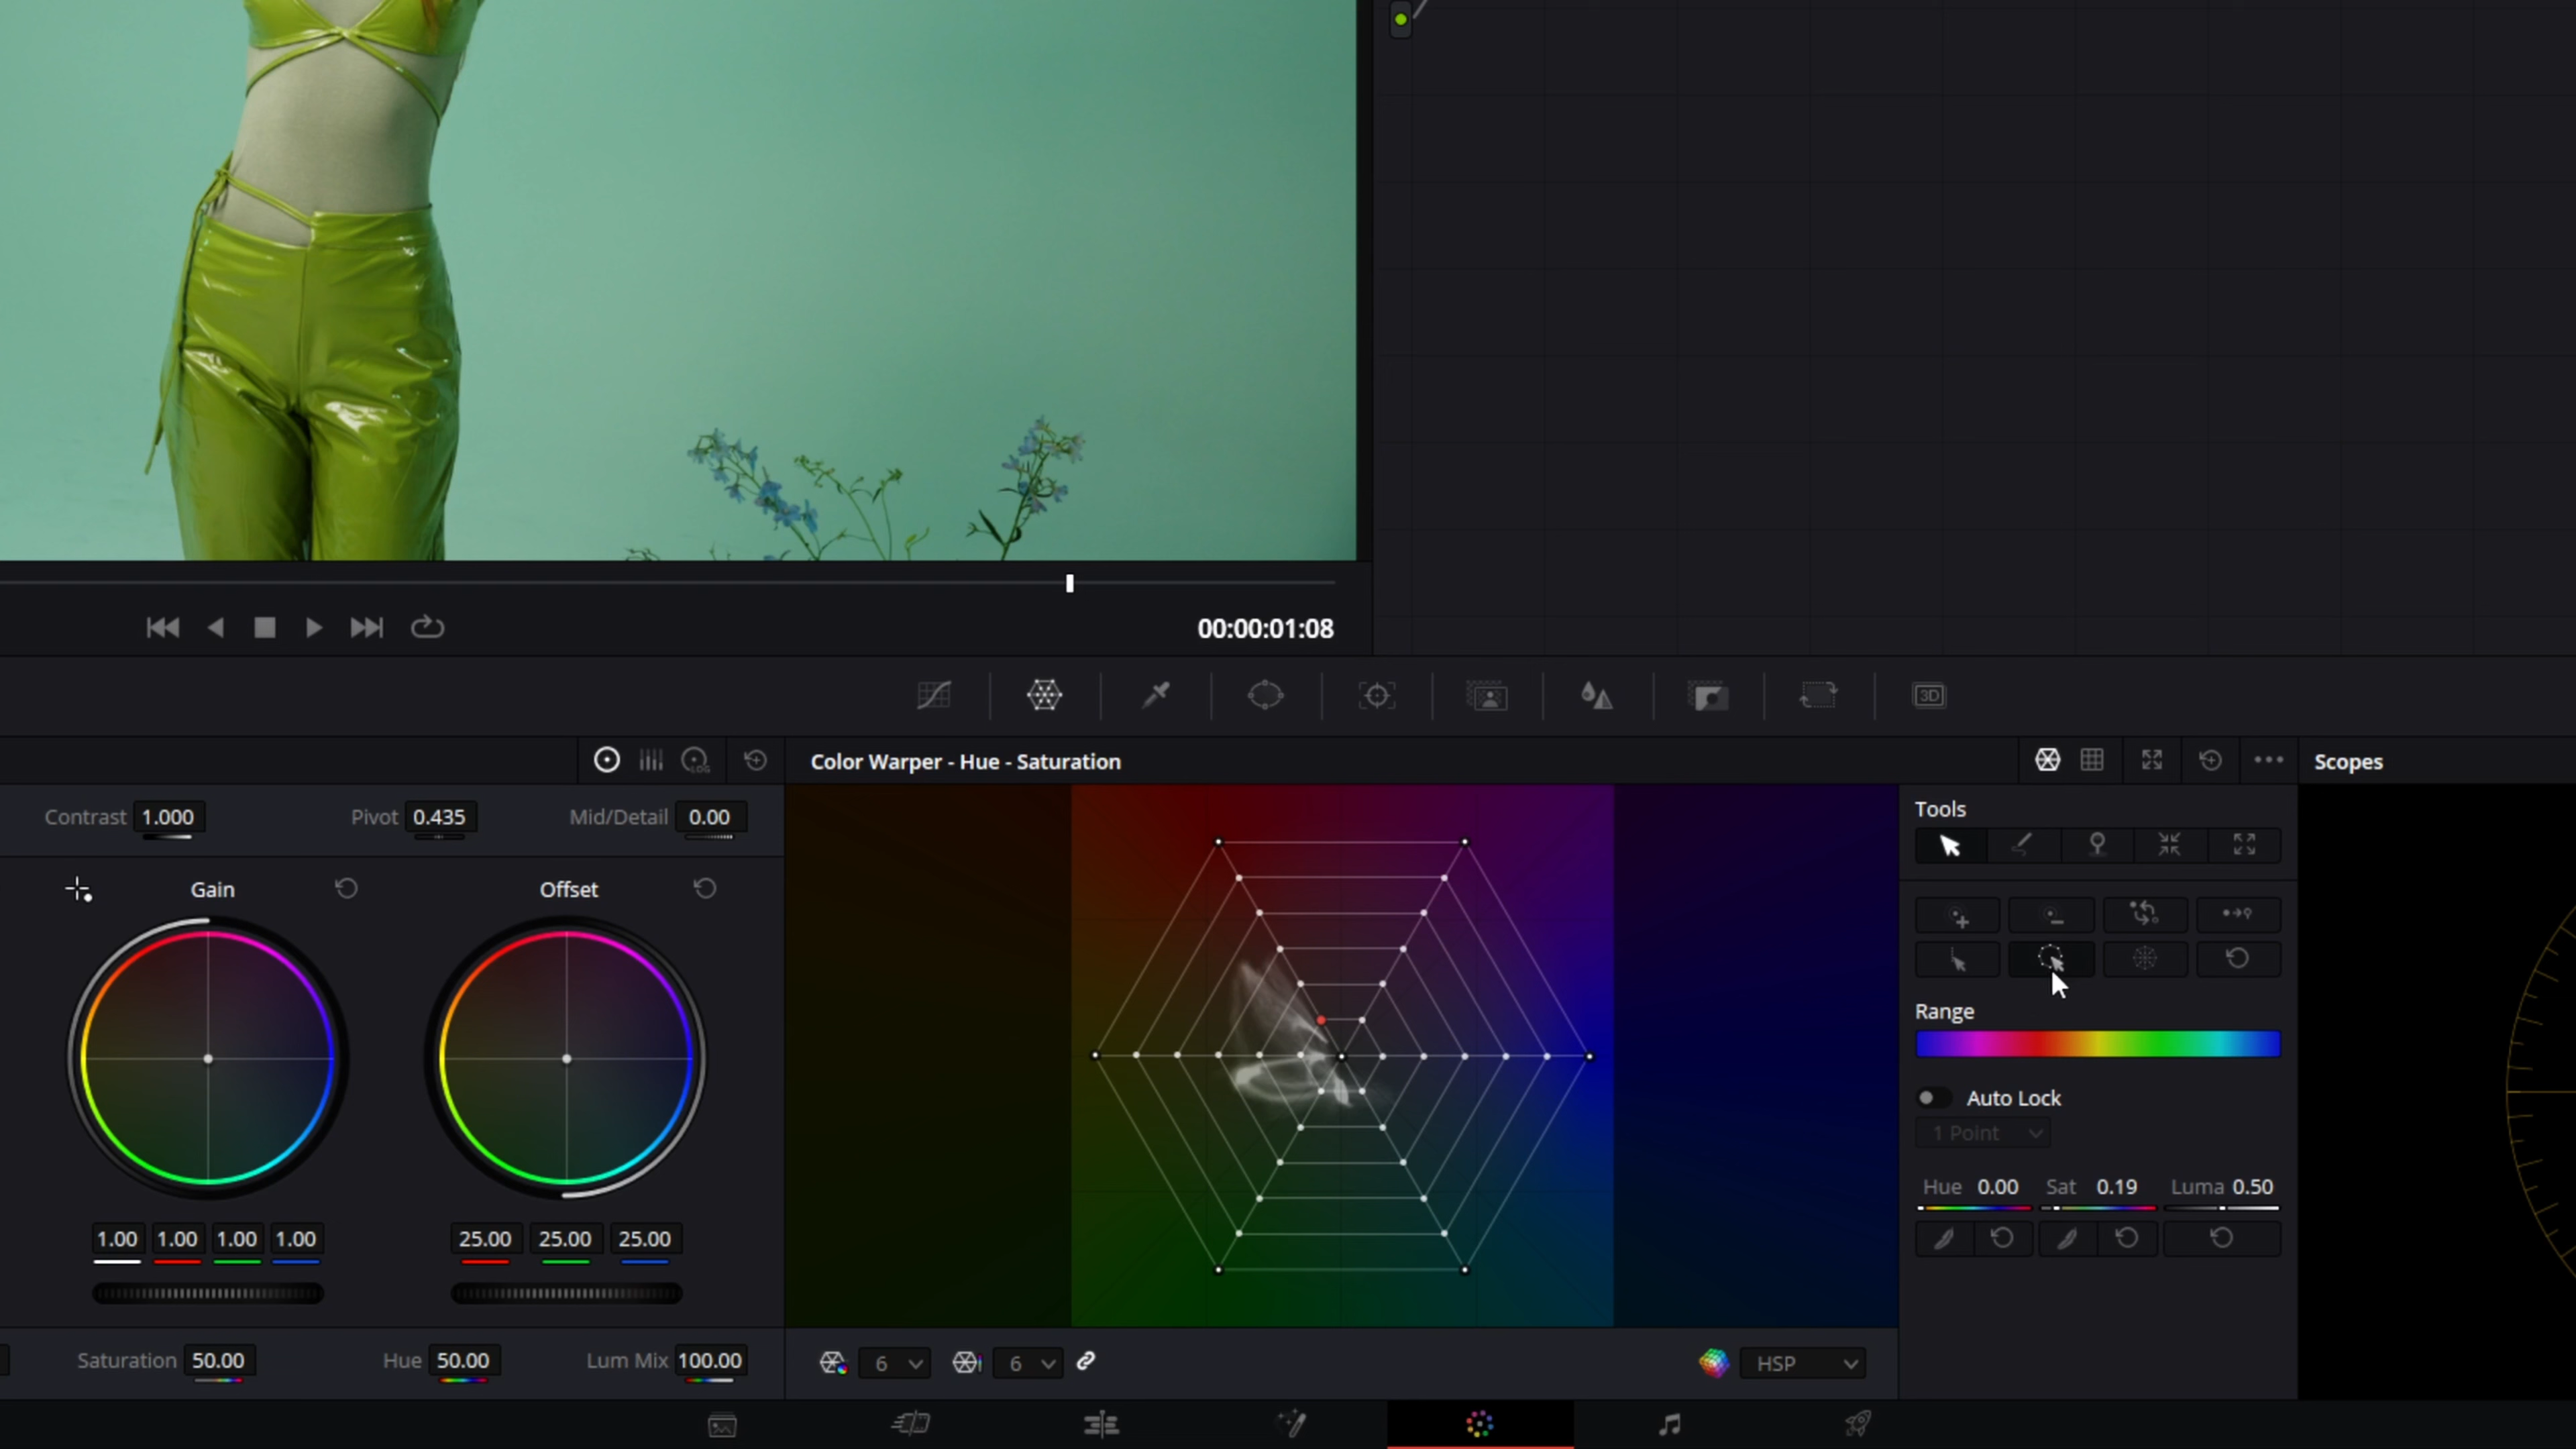 00:00:01:08
3D
LOG
Color Warper - Hue - Saturation
Scopes
Contrast 1.000 Pivot 0.435 Mid/Detail 0.00
Tools
Gain Offset
Range
Auto Lock
1 Point
Hue 0.00 Sat 0.19 Luma 0.50
1.00 1.00 1.00 1.00 25.00 25.00 25.00
Saturation 50.00 Hue 50.00 Lum Mix 100.00 6 6 HSP